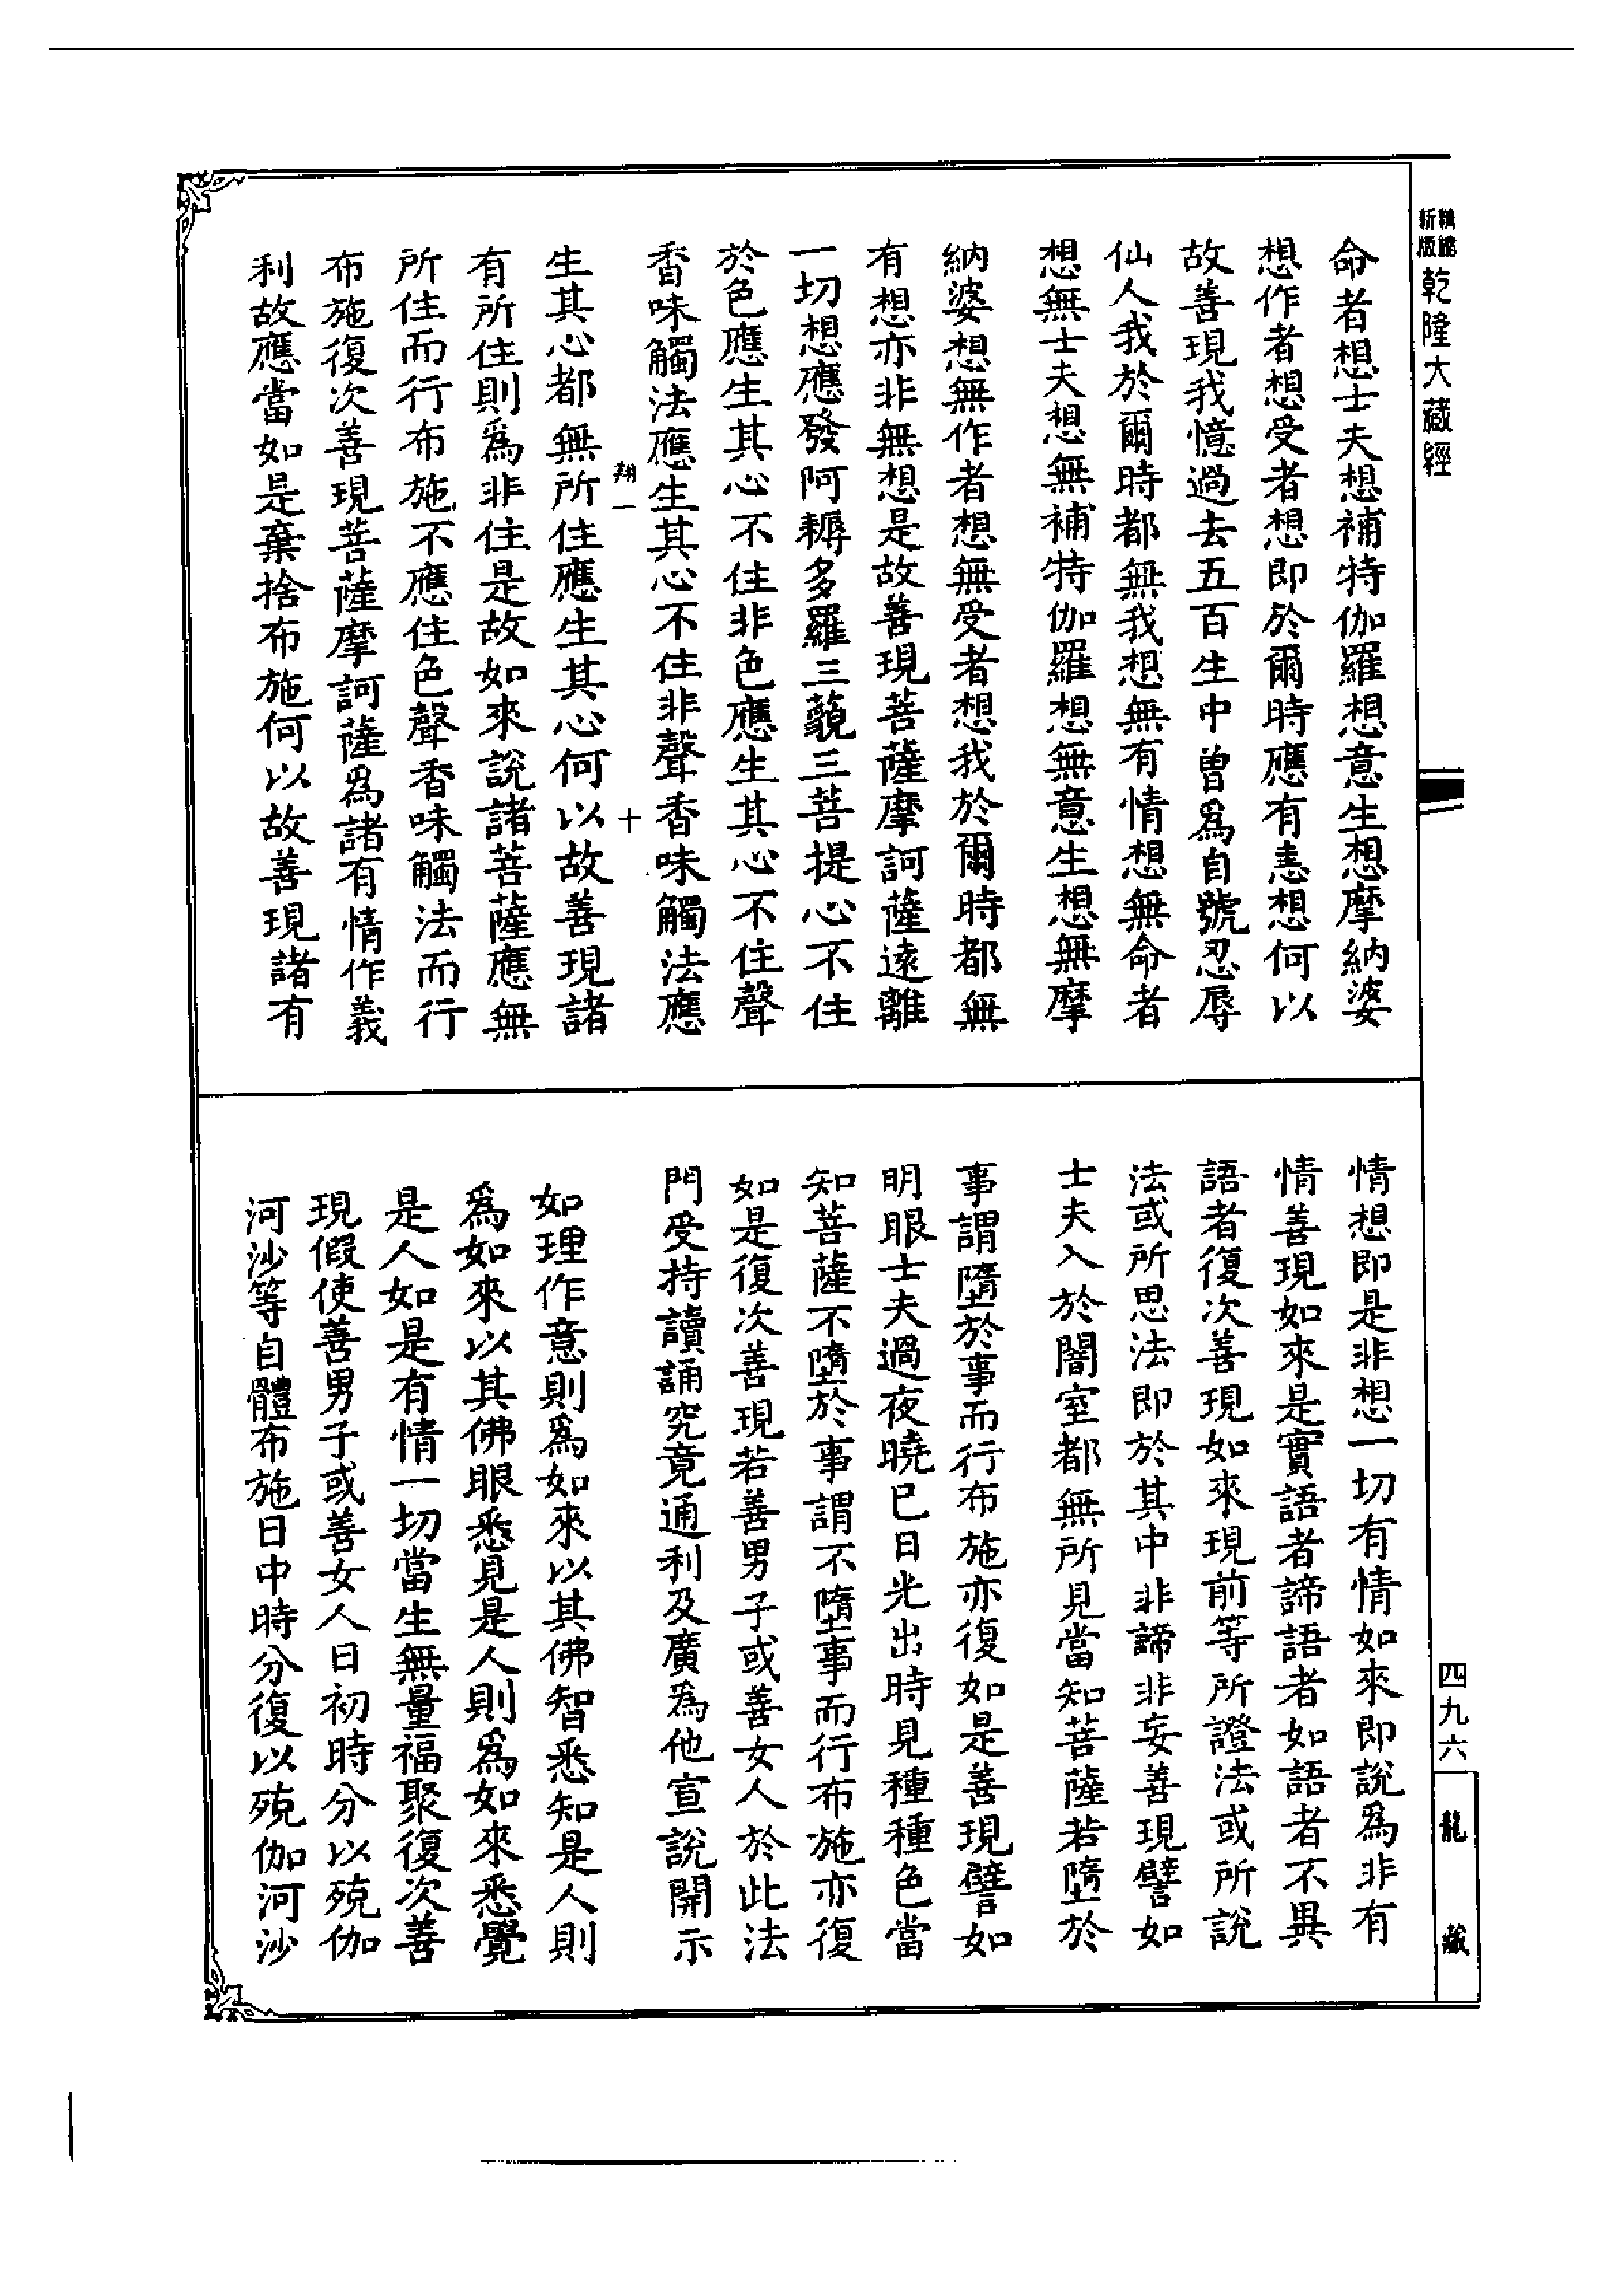 精縮
新版
乾隆大藏經
命者想士夫想補特伽羅想意生想摩納婆
想作者想受者想即於爾時應有恚想何以
故善現我憶過去五百生中曾爲自號忍辱
仙人我於爾時都無我想無有情想無命者
想無士夫想無補特伽羅想無意生想無摩
納婆想無作者想無受者想我於爾時都無
有想亦非無想是故善現菩薩摩訶薩遠離
一切想應發阿耨多羅三藐三菩提心不住
於色應生其心不住非色應生其心不住聲
香味觸法應生其心不住非聲香味觸法應
翔一
十
生其心都無所住應生其心何以故善現諸
有所住則爲非住是故如來說諸菩薩應無
所住而行布施不應住色聲香味觸法而行
布施復次善現菩薩摩訶薩爲諸有情作義
利故應當如是棄捨布施何以故善現諸有
情想即是非想一切有情如來即說爲非有
情善現如來是實語者諦語者如語者不異
語者復次善現如來現前等所證法或所說
法或所思法即於其中非諦非妄善現譬如
士夫入於闇室都無所見當知菩薩若墮於
事謂墮於事而行布施亦復如是善現譬如
明眼士夫過夜曉已日光出時見種種色當
知菩薩不墮於事謂不墮事而行布施亦復
如是復次善現若善男子或善女人於此法
門受持讀誦究竟通利及廣爲他宣說開示
如理作意則爲如來以其佛智悉知是人則
爲如來以其佛眼悉見是人則爲如來悉覺
是人如是有情一切當生無量福聚復次善
現假使善男子或善女人日初時分以殑伽
河沙等自體布施日中時分復以殑伽河沙
四九六
龍藏